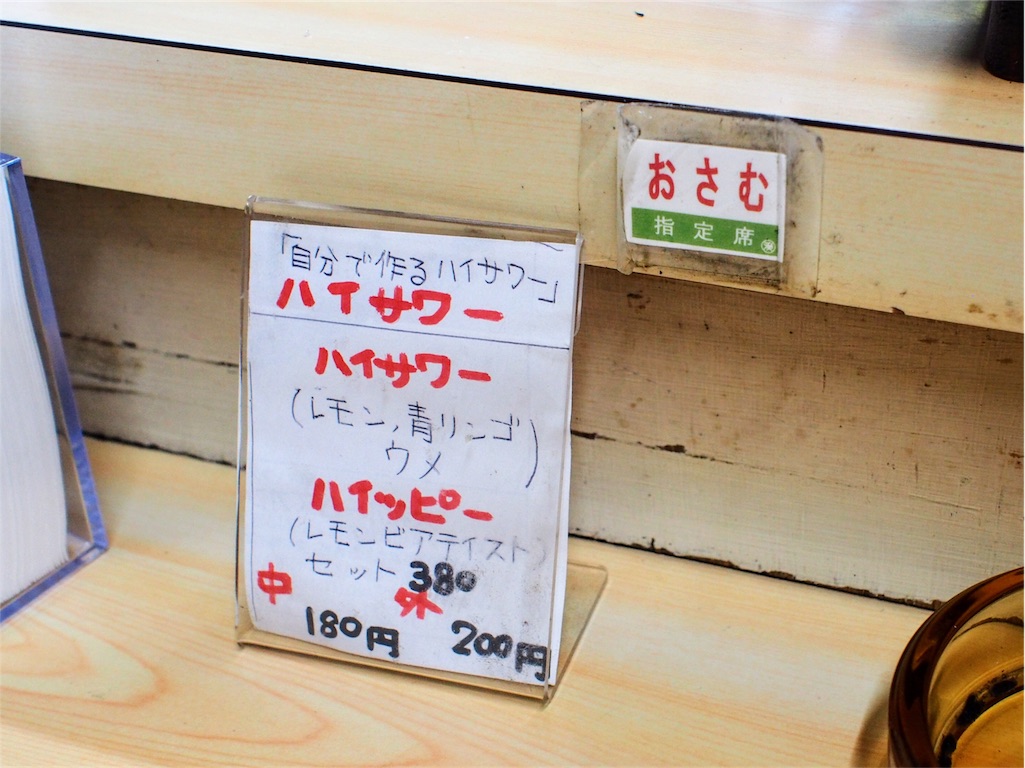 おさむ
指定席
「自分で作るハイサワー」
ハイサワー
ハイサワー
(レモン,青リンゴ
ウメ)
ハイッピー
(レモンビアテイスト)
セット 380
中 外
180円 200円